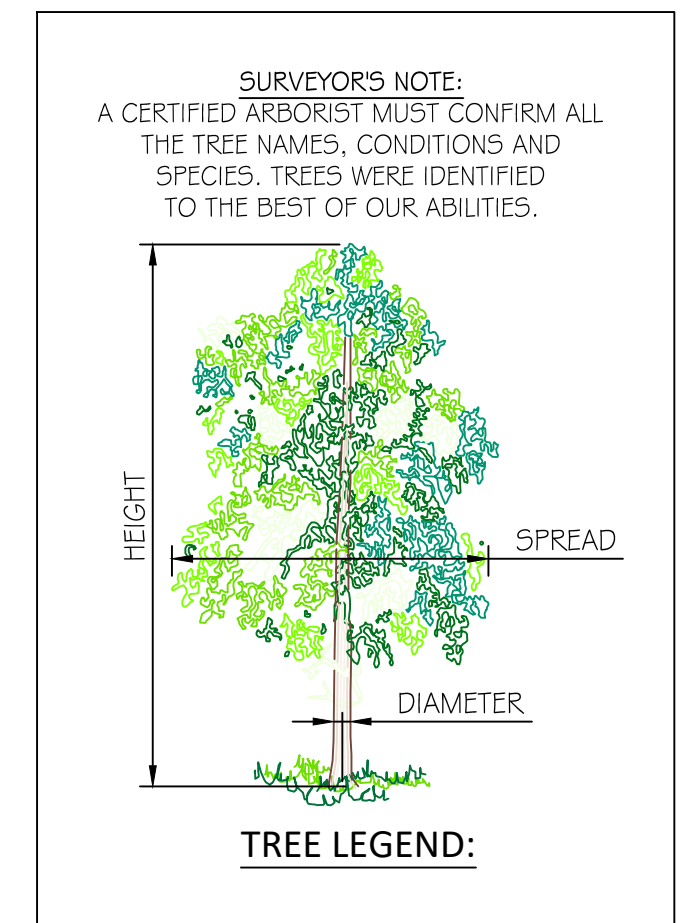 SURVEYOR'S NOTE:
A CERTIFIED ARBORIST MUST CONFIRM ALL
THE TREE NAMES, CONDITIONS AND
SPECIES. TREES WERE IDENTIFIED
TO THE BEST OF OUR ABILITIES.
HEIGHT
SPREAD
DIAMETER
TREE LEGEND: